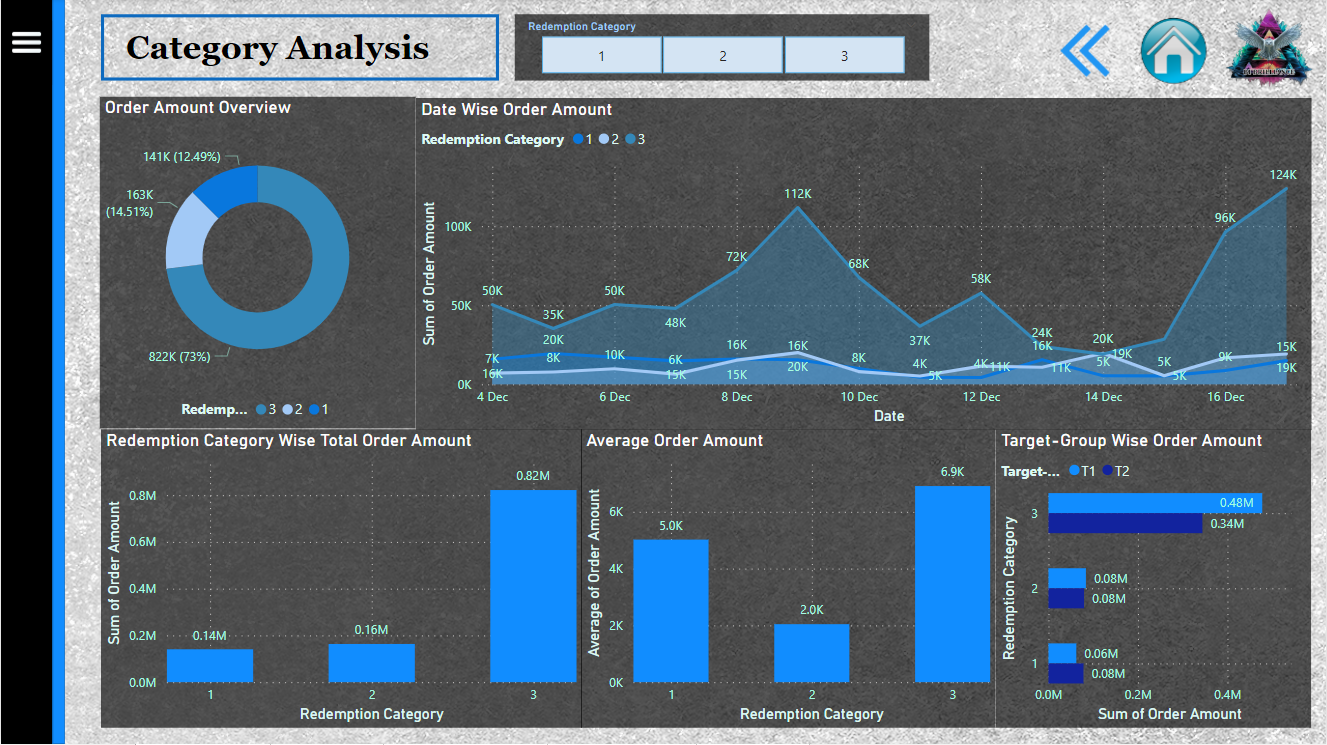 Category Analysis
Redemption Category
1 2 3
Order Amount Overview
141K (12.49%)
163K
(14.51%)
822K (73%)
Redemp... 3 2 1
Date Wise Order Amount
Redemption Category 1 2 3
Sum of Order Amount
100K
50K
0K
50K
35K
50K
48K
72K
112K
68K
37K
58K
24K
20K
96K
124K
7K
20K
8K
10K
6K
16K
16K
8K
4K
4K
11K
16K
5K
19K
5K
9K
15K
16K
15K
15K
20K
5K
11K
5K
19K
4 Dec 6 Dec 8 Dec 10 Dec 12 Dec 14 Dec 16 Dec
Date
Redemption Category Wise Total Order Amount
Sum of Order Amount
0.8M
0.6M
0.4M
0.2M
0.0M
0.14M
0.16M
0.82M
1 2 3
Redemption Category
Average Order Amount
Average of Order Amount
6K
4K
2K
0K
5.0K
2.0K
6.9K
1 2 3
Redemption Category
Target-Group Wise Order Amount
Target-... T1 T2
Redemption Category
3
0.48M
0.34M
2
0.08M
0.08M
1
0.06M
0.08M
0.0M 0.2M 0.4M
Sum of Order Amount